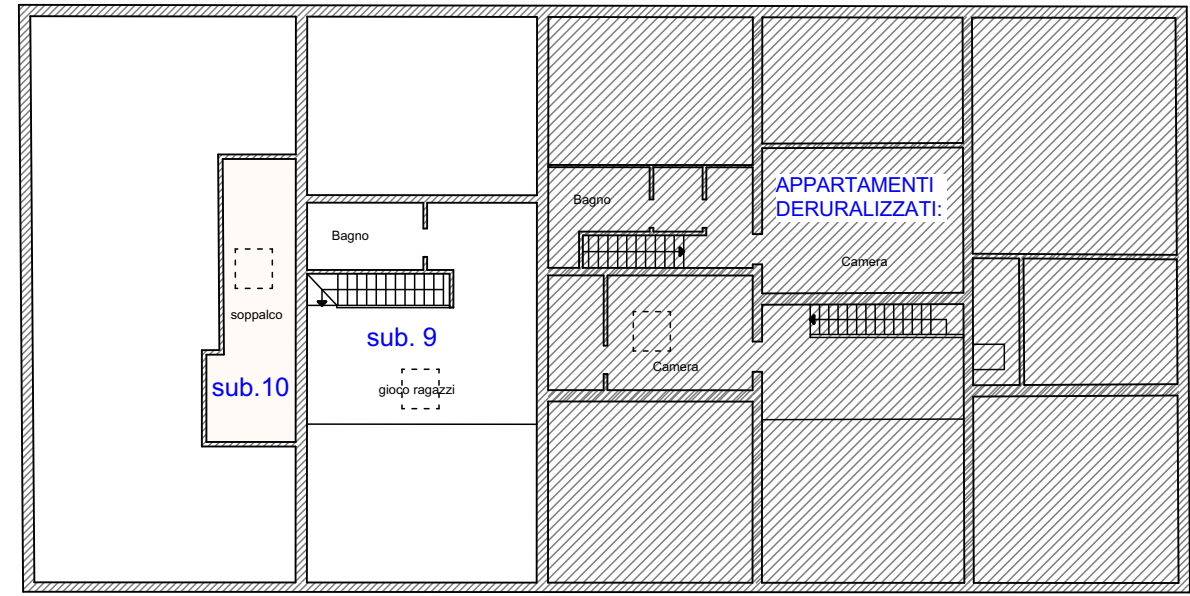 soppalco
sub.10
Bagno
sub. 9
gioco ragazzi
Bagno
Camera
APPARTAMENTI
DERURALIZZATI:
Camera